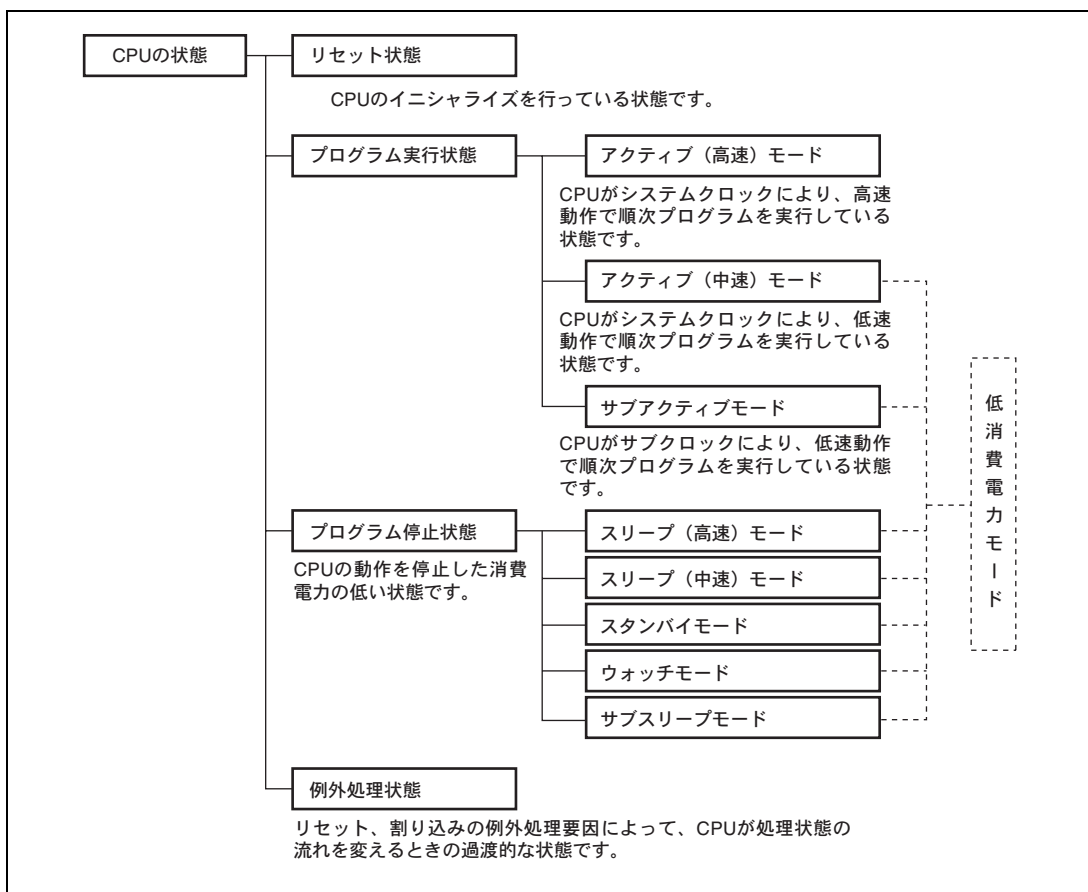 CPUの状態
リセット状態
CPUのイニシャライズを行っている状態です。
プログラム実行状態
アクティブ（高速）モード
CPUがシステムクロックにより、高速
動作で順次プログラムを実行している
状態です。
アクティブ（中速）モード
CPUがシステムクロックにより、低速
動作で順次プログラムを実行している
状態です。
サブアクティブモード
CPUがサブクロックにより、低速動作
で順次プログラムを実行している状態
です。
低消費電力モード
プログラム停止状態
CPUの動作を停止した消費
電力の低い状態です。
スリープ（高速）モード
スリープ（中速）モード
スタンバイモード
ウォッチモード
サブスリープモード
例外処理状態
リセット、割り込みの例外処理要因によって、CPUが処理状態の
流れを変えるときの過渡的な状態です。